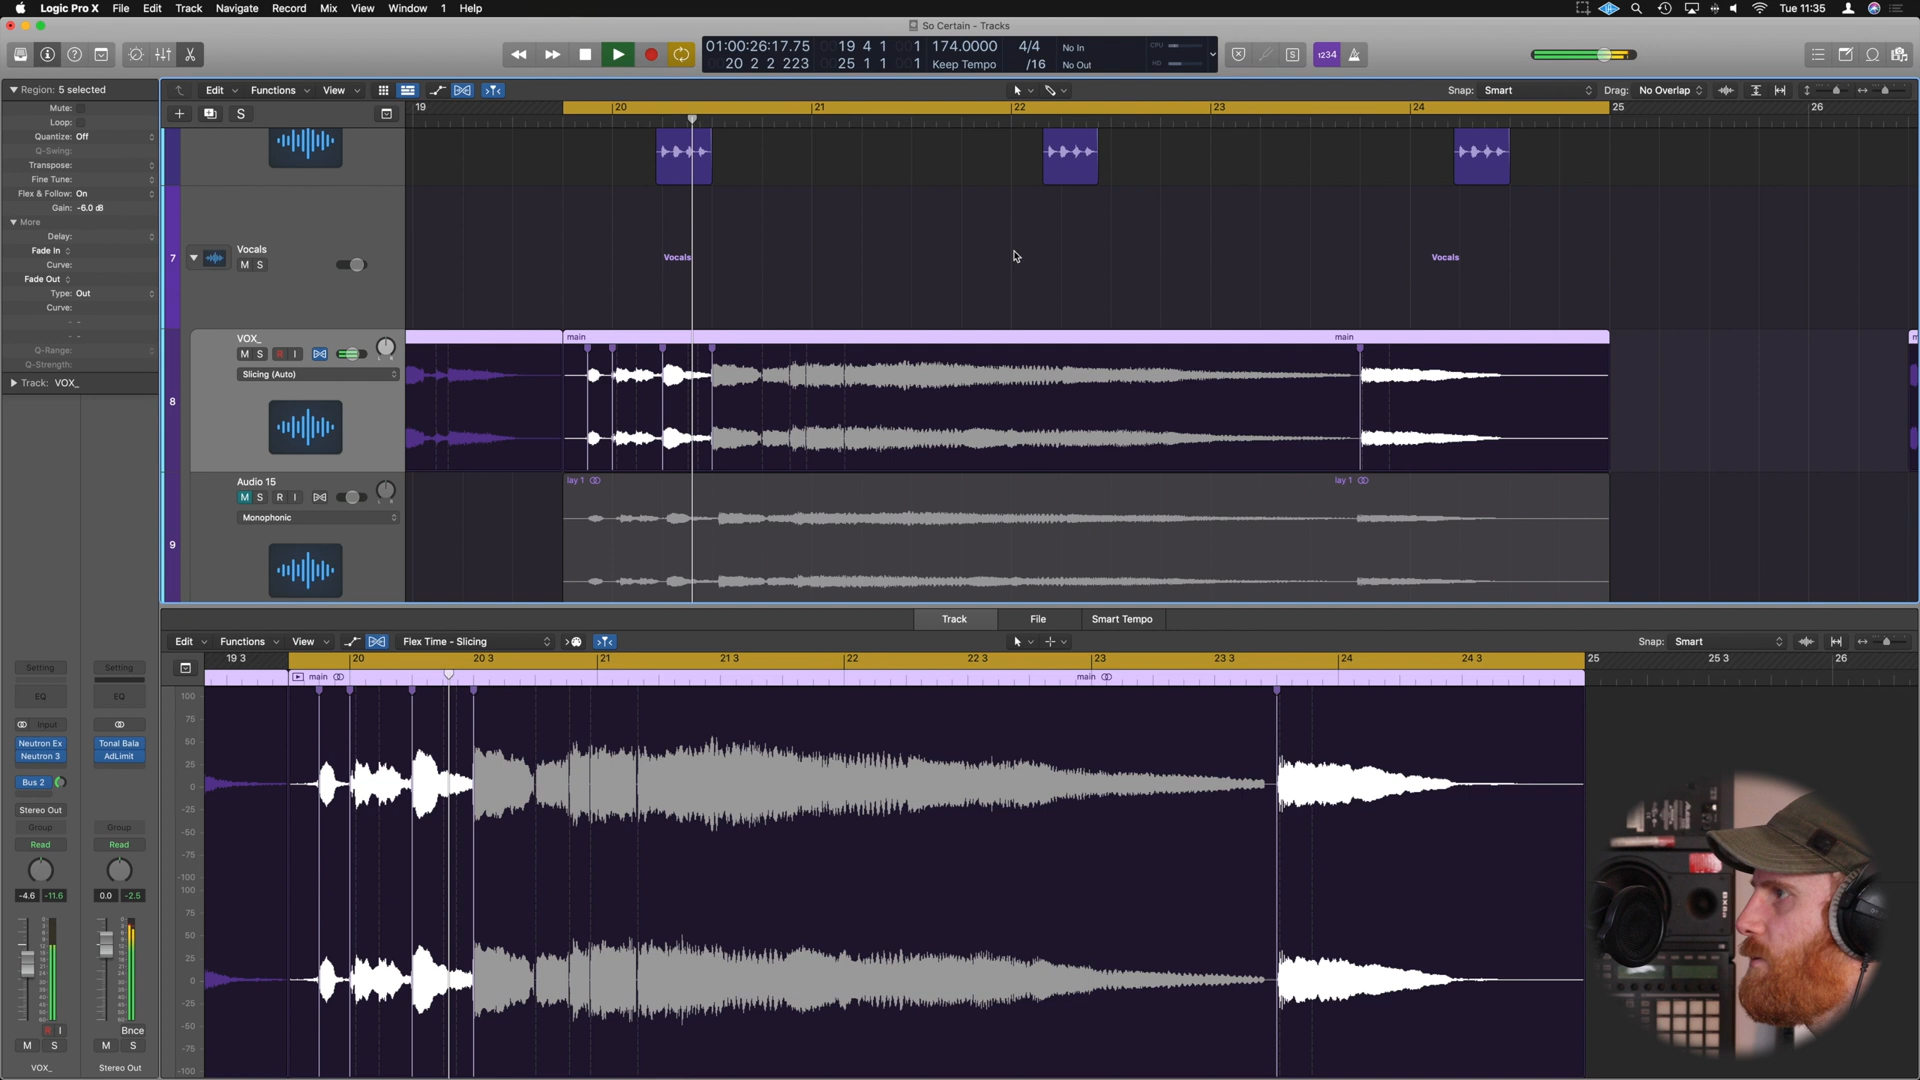 Logic Pro X File Edit Track Navigate Record Mix View Window 1 Help Tue 11:35
So Certain - Tracks
01:00:26:17.75 19 4 1 1 174.0000 4/4 No In CPU
20 2 2 223 25 1 1 1 Keep Tempo /16 No Out HD
1234
Region: 5 selected
Mute:
Loop:
Quantize: Off
Q-Swing:
Transpose:
Fine Tune:
Flex & Follow: On
Gain: -6.0 dB
More
Delay:
Fade In
Curve:
Fade Out
Type: Out
Curve:
Q-Range:
Q-Strength:
Track: VOX_
Edit Functions View Snap: Smart Drag: No Overlap
S
19 20 21 22 23 24 25 26
7 Vocals
M S
Vocals Vocals
8 VOX_
M S R I
Slicing (Auto)
main main
9 Audio 15
M S R I
Monophonic
lay 1 lay 1
Track File Smart Tempo
Edit Functions View Flex Time - Slicing Snap: Smart
19 3 20 20 3 21 21 3 22 22 3 23 23 3 24 24 3 25 25 3 26
main main
100
75
50
25
0
-25
-50
-75
-100
100
75
50
25
0
-25
-50
-75
-100
Setting Setting
EQ EQ
Input
Neutron Ex Tonal Bala
Neutron 3 AdLimit
Bus 2
Stereo Out
Group Group
Read Read
-4.6 -11.6 0.0 -2.5
R I Bnce
M S M S
VOX_ Stereo Out